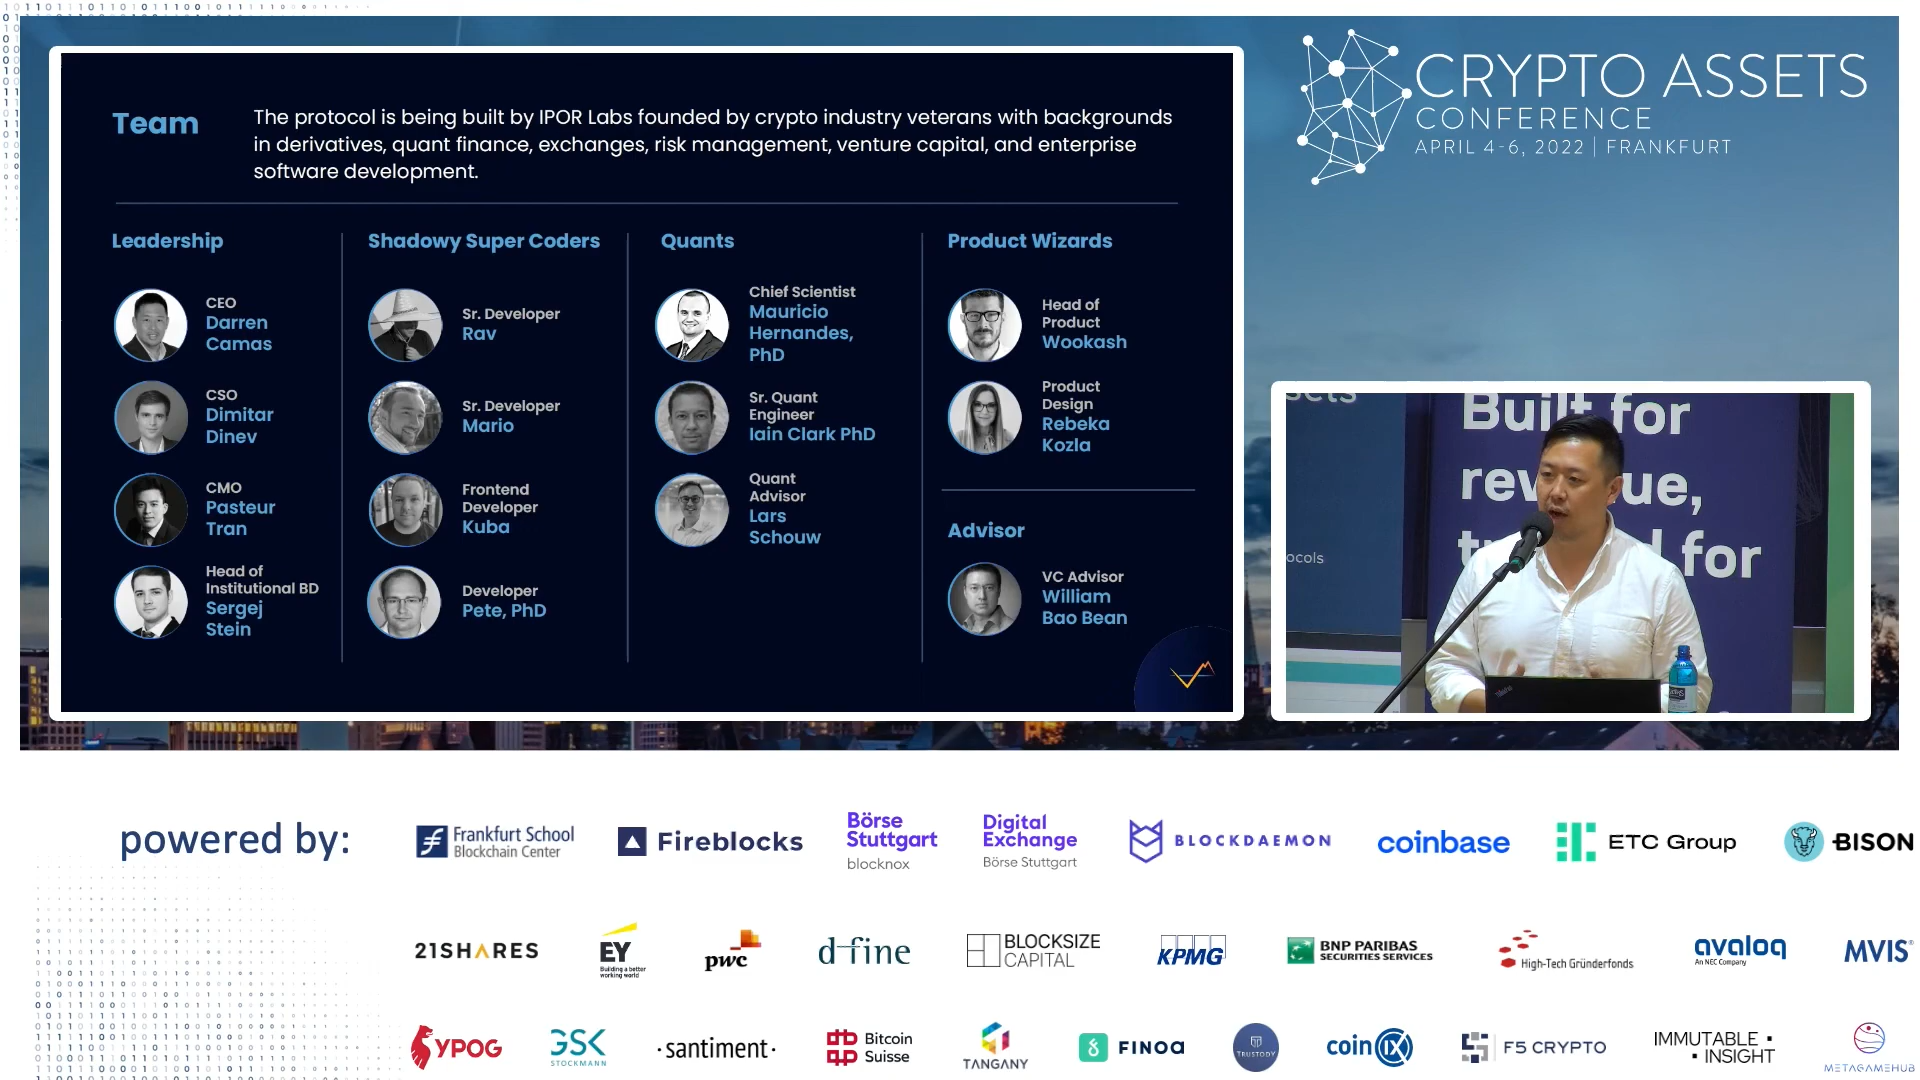 Team
The protocol is being built by IPOR Labs founded by crypto industry veterans with backgrounds
in derivatives, quant finance, exchanges, risk management, venture capital, and enterprise
software development.
Leadership
CEO
Darren
Camas
CSO
Dimitar
Dinev
CMO
Pasteur
Tran
Head of
Institutional BD
Sergej
Stein
Shadowy Super Coders
Sr. Developer
Rav
Sr. Developer
Mario
Frontend
Developer
Kuba
Developer
Pete, PhD
Quants
Chief Scientist
Mauricio
Hernandes,
PhD
Sr. Quant
Engineer
Iain Clark PhD
Quant
Advisor
Lars
Schouw
Product Wizards
Head of
Product
Wookash
Product
Design
Rebeka
Kozla
Advisor
VC Advisor
William
Bao Bean
CRYPTO ASSETS
CONFERENCE
APRIL 4-6, 2022 | FRANKFURT
Built for
for
ocols
powered by:
Frankfurt School
Blockchain Center
Fireblocks
Börse
Stuttgart
blocknox
Digital
Exchange
Börse Stuttgart
BLOCKDAEMON
coinbase
ETC Group
BISON
21SHARES
EY
Building a better
working world
pwc
d-fine
BLOCKSIZE
CAPITAL
KPMG
BNP PARIBAS
SECURITIES SERVICES
High-Tech Gründerfonds
avaloq
An NEC Company
MVIS
YPOG
GSK
STOCKMANN
·santiment·
Bitcoin
Suisse
TANGANY
FINOA
TRUSTODY
coin IX
F5 CRYPTO
IMMUTABLE
INSIGHT
METAGAMEHUB